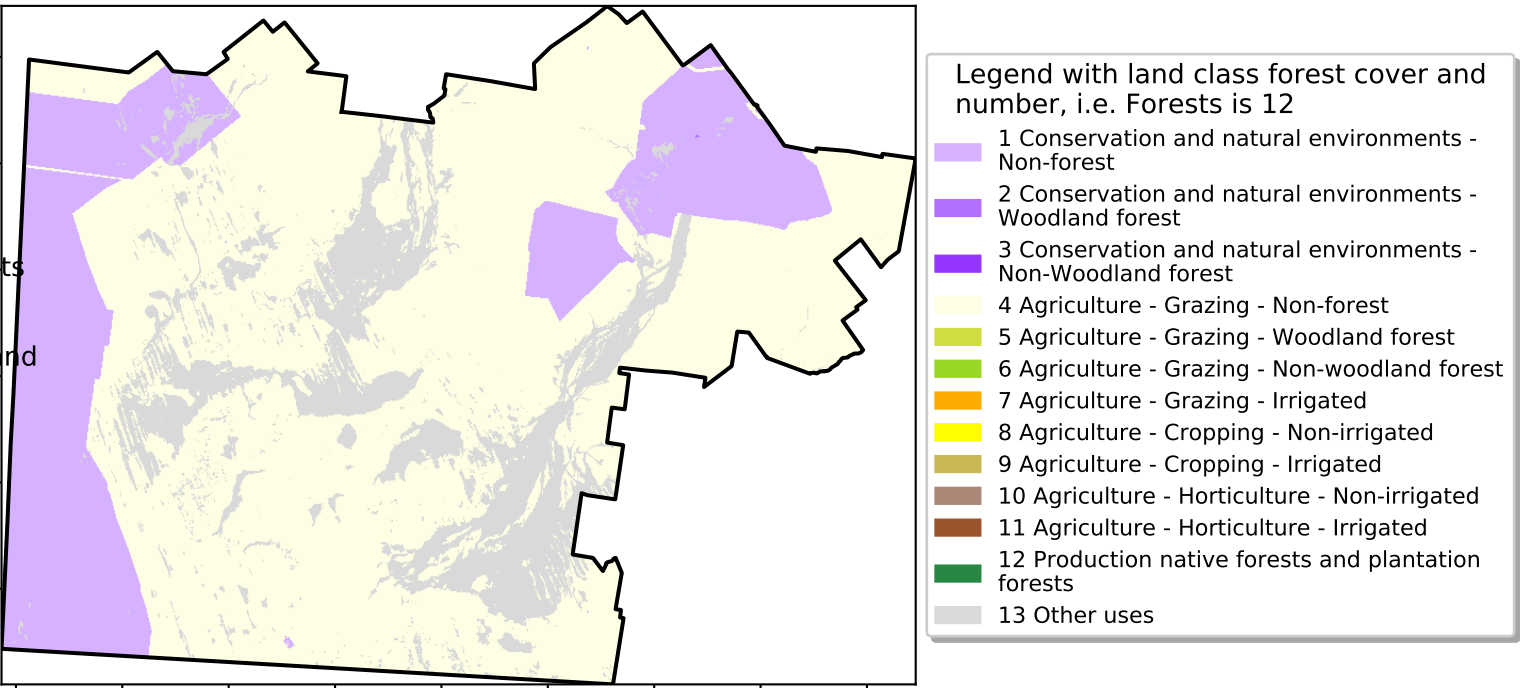 ts
nd
Legend with land class forest cover and
number, i.e. Forests is 12
1 Conservation and natural environments -
Non-forest
2 Conservation and natural environments -
Woodland forest
3 Conservation and natural environments -
Non-Woodland forest
4 Agriculture - Grazing - Non-forest
5 Agriculture - Grazing - Woodland forest
6 Agriculture - Grazing - Non-woodland forest
7 Agriculture - Grazing - Irrigated
8 Agriculture - Cropping - Non-irrigated
9 Agriculture - Cropping - Irrigated
10 Agriculture - Horticulture - Non-irrigated
11 Agriculture - Horticulture - Irrigated
12 Production native forests and plantation
forests
13 Other uses